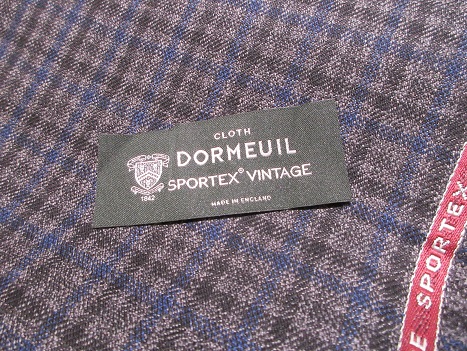 CLOTH
DORMEUIL
SPORTEX® VINTAGE
1842
MADE IN ENGLAND
E SPORTEX